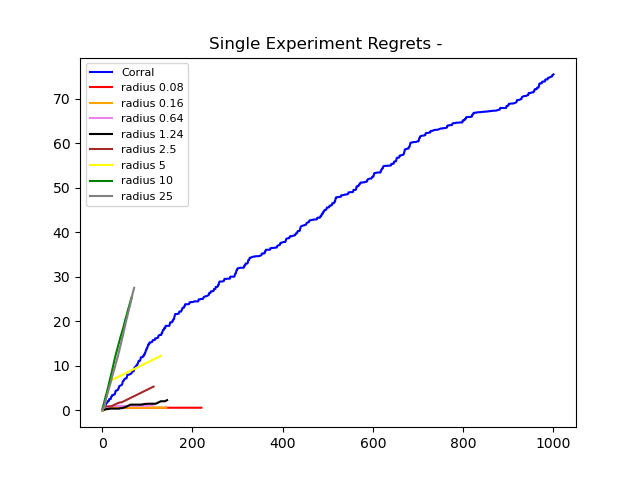 Single Experiment Regrets -
Corral
radius 0.08
radius 0.16
radius 0.64
radius 1.24
radius 2.5
radius 5
radius 10
radius 25
70
60
50
40
30
20
10
0
0 200 400 600 800 1000